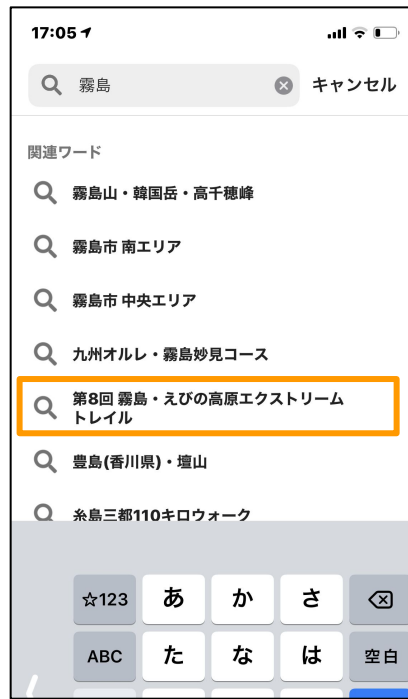 17:05
霧島 キャンセル
関連ワード
霧島山・韓国岳・高千穂峰
霧島市 南エリア
霧島市 中央エリア
九州オルレ・霧島妙見コース
第8回 霧島・えびの高原エクストリーム
トレイル
豊島(香川県)・壇山
糸島三都110キロウォーク
☆123 あ か さ
ABC た な は 空白